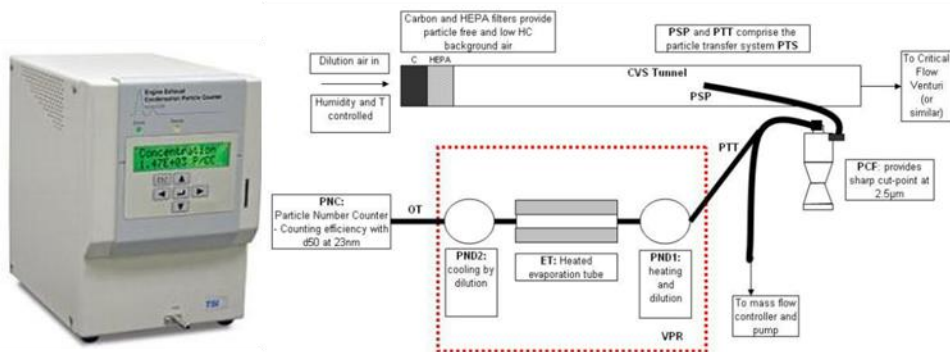 Engine Exhaust
Condensation Particle Counter
Concentration
1.47E+03 P/CC
ESC
TSI
Carbon and HEPA filters provide
particle free and low HC
background air
PSP and PTT comprise the
particle transfer system PTS
Dilution air in
C
HEPA
CVS Tunnel
To Critical
Flow
Venturi
(or
similar)
Humidity and T
controlled
PSP
PTT
PCF: provides
sharp cut-point at
2.5µm
PNC:
Particle Number Counter
- Counting efficiency with
d50 at 23nm
OT
PND2:
cooling by
dilution
ET: Heated
evaporation tube
PND1:
heating
and
dilution
To mass flow
controller and
pump
VPR